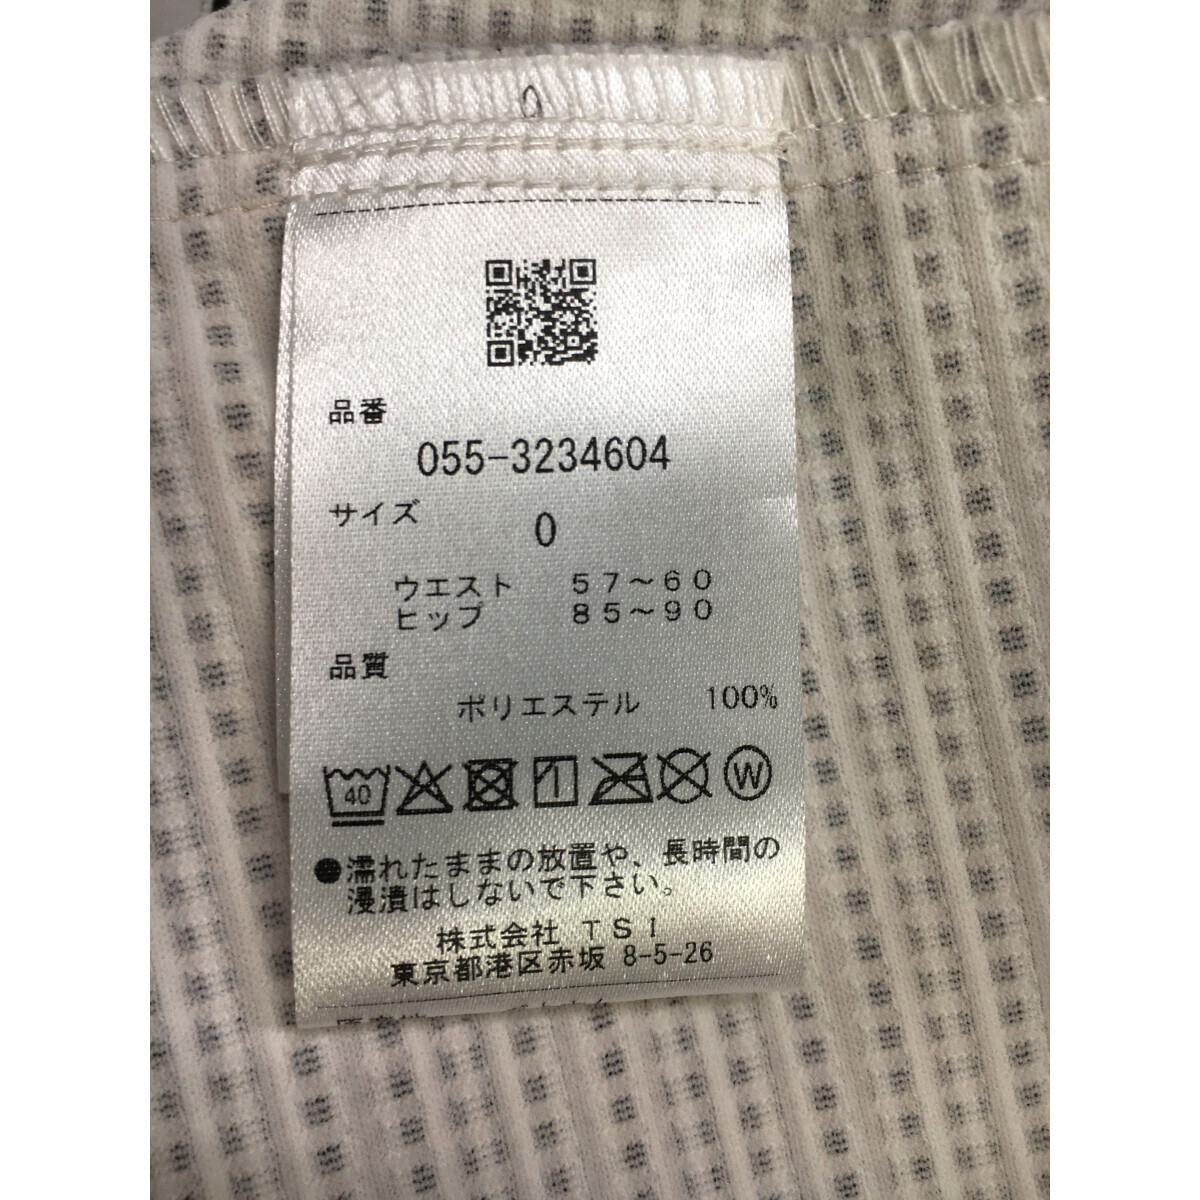 0
品番
055-3234604
サイズ
0
ウエスト 57～60
ヒップ 85～90
品質
ポリエステル 100%
40 W
●濡れたままの放置や、長時間の
浸漬はしないで下さい。
株式会社 TSI
東京都港区赤坂 8-5-26